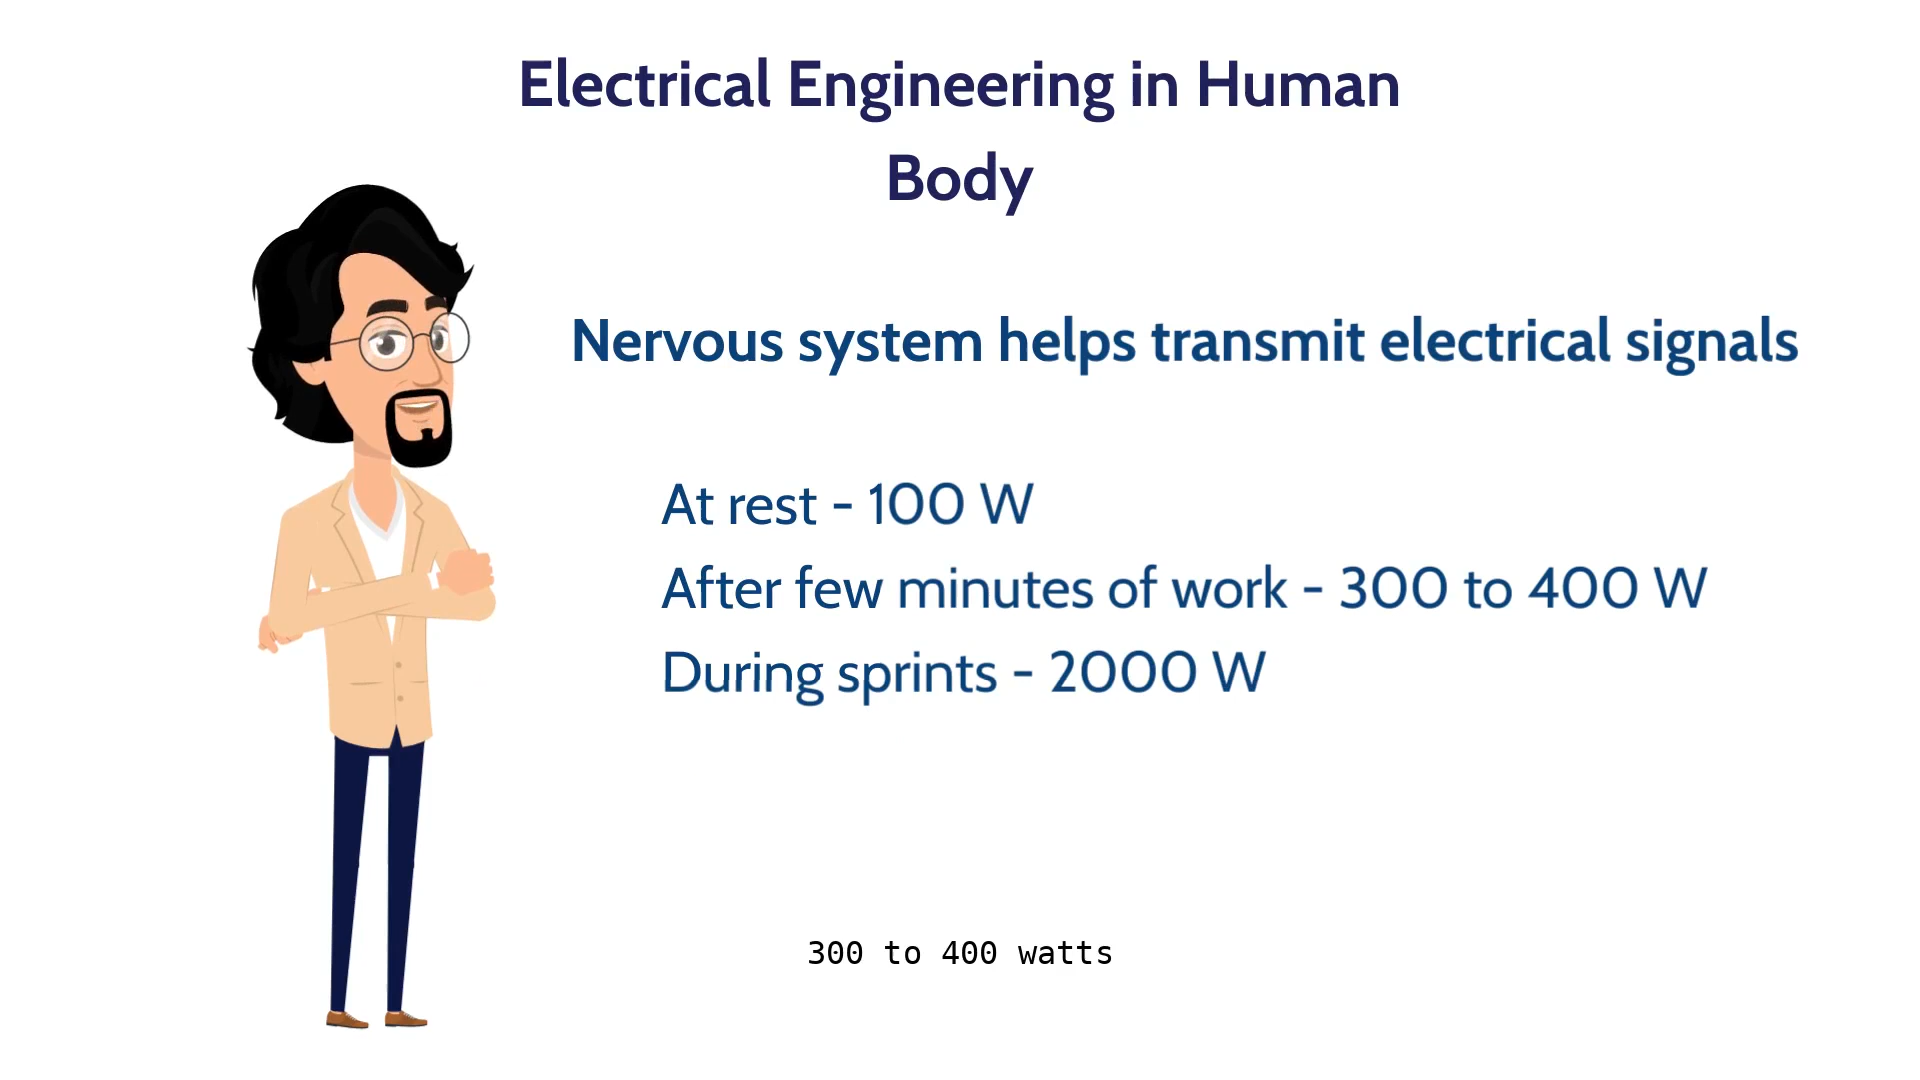 Electrical Engineering in Human
Body
Nervous system helps transmit electrical signals
At rest - 100 W
After few minutes of work - 300 to 400 W
During sprints - 2000 W
300 to 400 watts